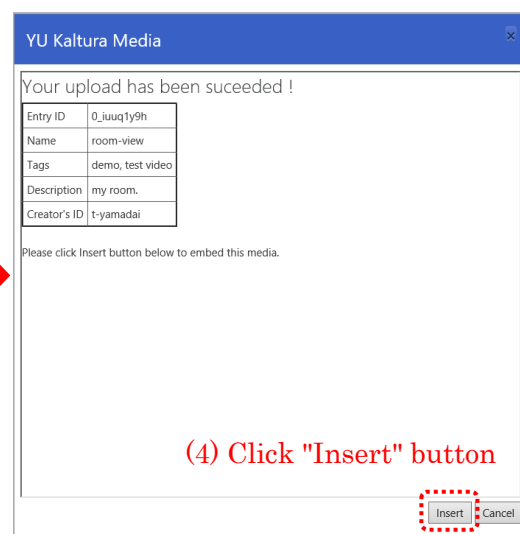 YU Kaltura Media
×
Your upload has been suceeded !
Entry ID 0_iuuq1y9h
Name room-view
Tags demo, test video
Description my room.
Creator's ID t-yamadai
Please click Insert button below to embed this media.
(4) Click "Insert" button
Insert Cancel